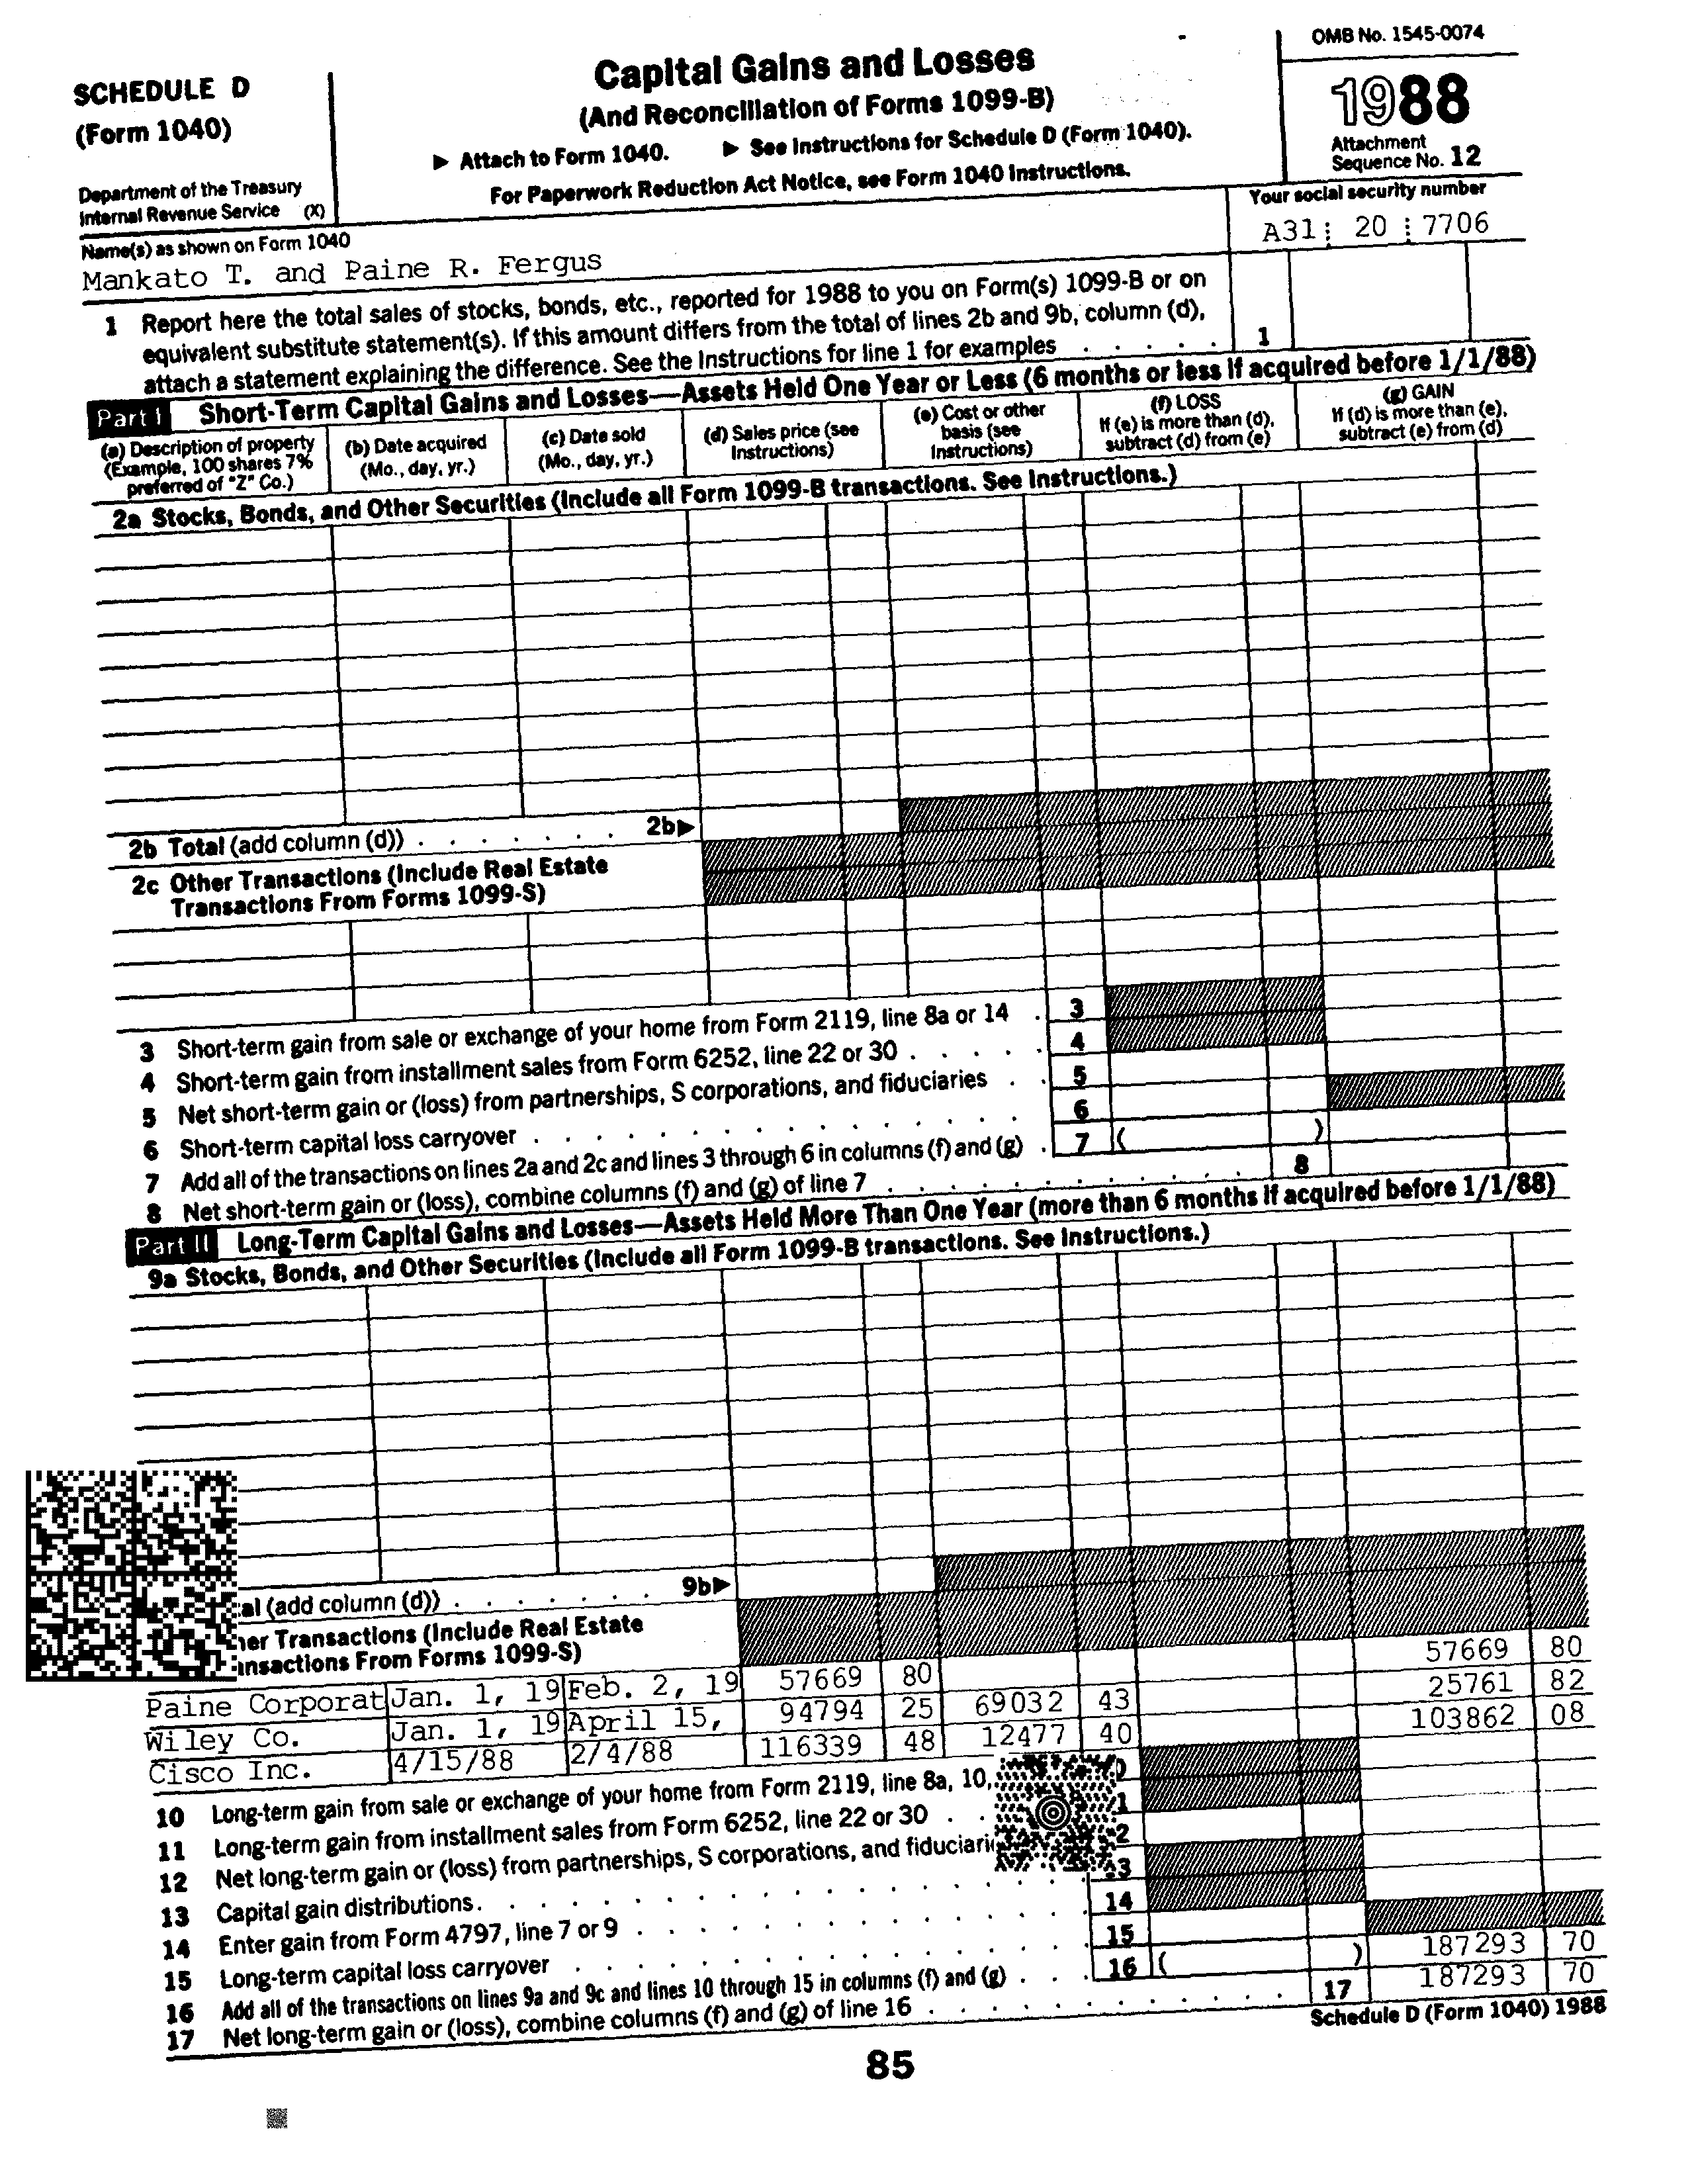 SCHEDULE D
(Form 1040)
Department of the Treasury
Internal Revenue Service (X)
Capital Gains and Losses
(And Reconciliation of Forms 1099-B)
▶ Attach to Form 1040. ▶ See Instructions for Schedule D (Form 1040).
For Paperwork Reduction Act Notice, see Form 1040 Instructions.
OMB No. 1545-0074
1988
Attachment
Sequence No. 12
Name(s) as shown on Form 1040
Mankato T. and Paine R. Fergus
Your social security number
A31 20 7706
1 Report here the total sales of stocks, bonds, etc., reported for 1988 to you on Form(s) 1099-B or on
equivalent substitute statement(s). If this amount differs from the total of lines 2b and 9b, column (d),
attach a statement explaining the difference. See the Instructions for line 1 for examples . . . . . 1
Part I Short-Term Capital Gains and Losses—Assets Held One Year or Less (6 months or less if acquired before 1/1/88)
(a) Description of property
(Example, 100 shares 7%
preferred of "Z" Co.)
(b) Date acquired
(Mo., day, yr.)
(c) Date sold
(Mo., day, yr.)
(d) Sales price (see
Instructions)
(e) Cost or other
basis (see
Instructions)
(f) LOSS
If (e) is more than (d),
subtract (d) from (e)
(g) GAIN
If (d) is more than (e),
subtract (e) from (d)
2a Stocks, Bonds, and Other Securities (Include all Form 1099-B transactions. See Instructions.)
2b Total (add column (d)) . . . . . . . 2b▶
2c Other Transactions (Include Real Estate
Transactions From Forms 1099-S)
3 Short-term gain from sale or exchange of your home from Form 2119, line 8a or 14 . 3
4 Short-term gain from installment sales from Form 6252, line 22 or 30 . . . . . 4
5 Net short-term gain or (loss) from partnerships, S corporations, and fiduciaries . . 5
6 Short-term capital loss carryover . . . . . . . . . . . . . . . . 6
7 Add all of the transactions on lines 2a and 2c and lines 3 through 6 in columns (f) and (g) . 7 ( )
8 Net short-term gain or (loss), combine columns (f) and (g) of line 7 . . . . . . . . . . . 8
Part II Long-Term Capital Gains and Losses—Assets Held More Than One Year (more than 6 months if acquired before 1/1/88)
9a Stocks, Bonds, and Other Securities (Include all Form 1099-B transactions. See Instructions.)
al (add column (d)) . . . . . . . 9b▶
her Transactions (Include Real Estate
ansactions From Forms 1099-S)
Paine Corporat Jan. 1, 19 Feb. 2, 19 57669 80 57669 80
Wiley Co. Jan. 1, 19 April 15, 94794 25 69032 43 25761 82
Cisco Inc. 4/15/88 2/4/88 116339 48 12477 40 103862 08
10 Long-term gain from sale or exchange of your home from Form 2119, line 8a, 10, 0
11 Long-term gain from installment sales from Form 6252, line 22 or 30 . . 1
12 Net long-term gain or (loss) from partnerships, S corporations, and fiduciari 2
13 Capital gain distributions . . . . . . . . . . . . . . . . . 3
14 Enter gain from Form 4797, line 7 or 9 . . . . . . . . . . . . . 14
15 Long-term capital loss carryover . . . . . . . . . . . . . . . 15
16 Add all of the transactions on lines 9a and 9c and lines 10 through 15 in columns (f) and (g) . . . 16 ( ) 187293 70
17 Net long-term gain or (loss), combine columns (f) and (g) of line 16 . . . . . . . . . . . 17 187293 70
Schedule D (Form 1040) 1988
85